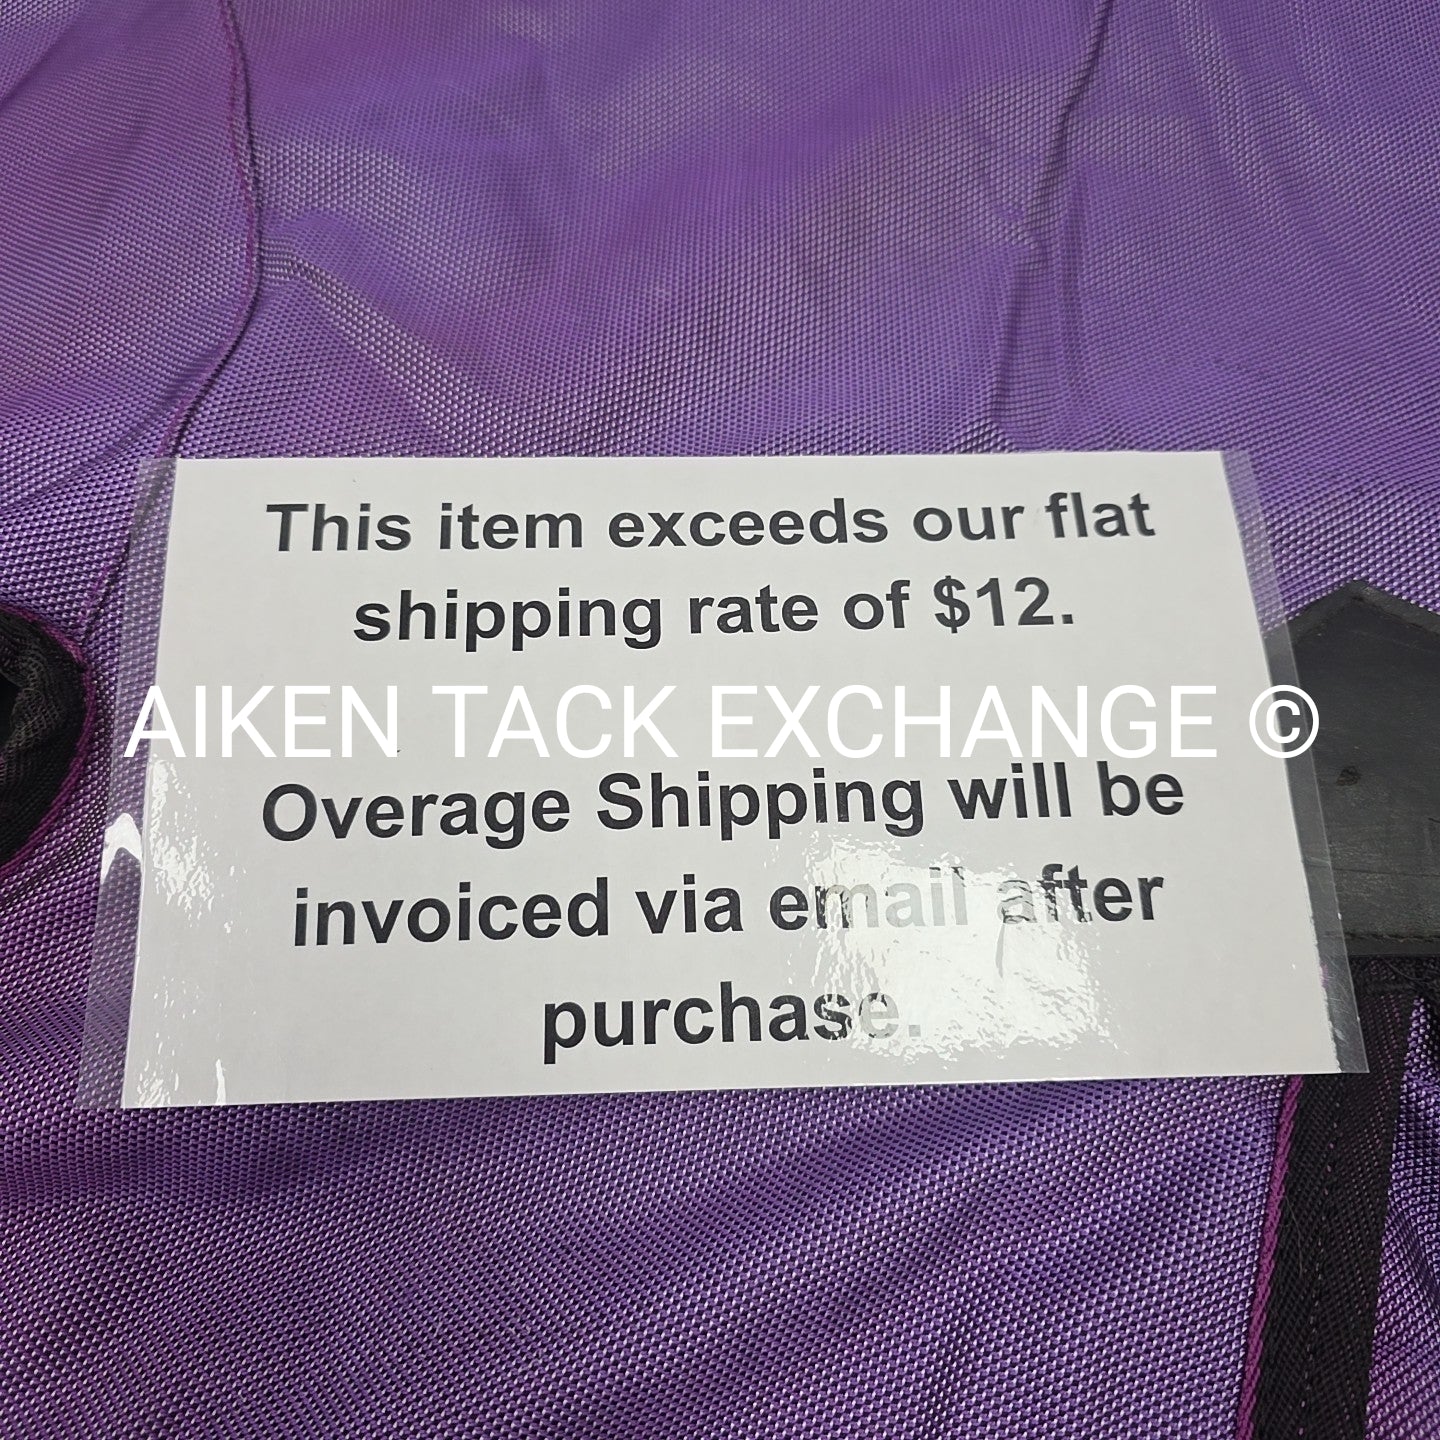 This item exceeds our flat
shipping rate of $12.
AIKEN TACK EXCHANGE ©
Overage Shipping will be
invoiced via email after
purchase.